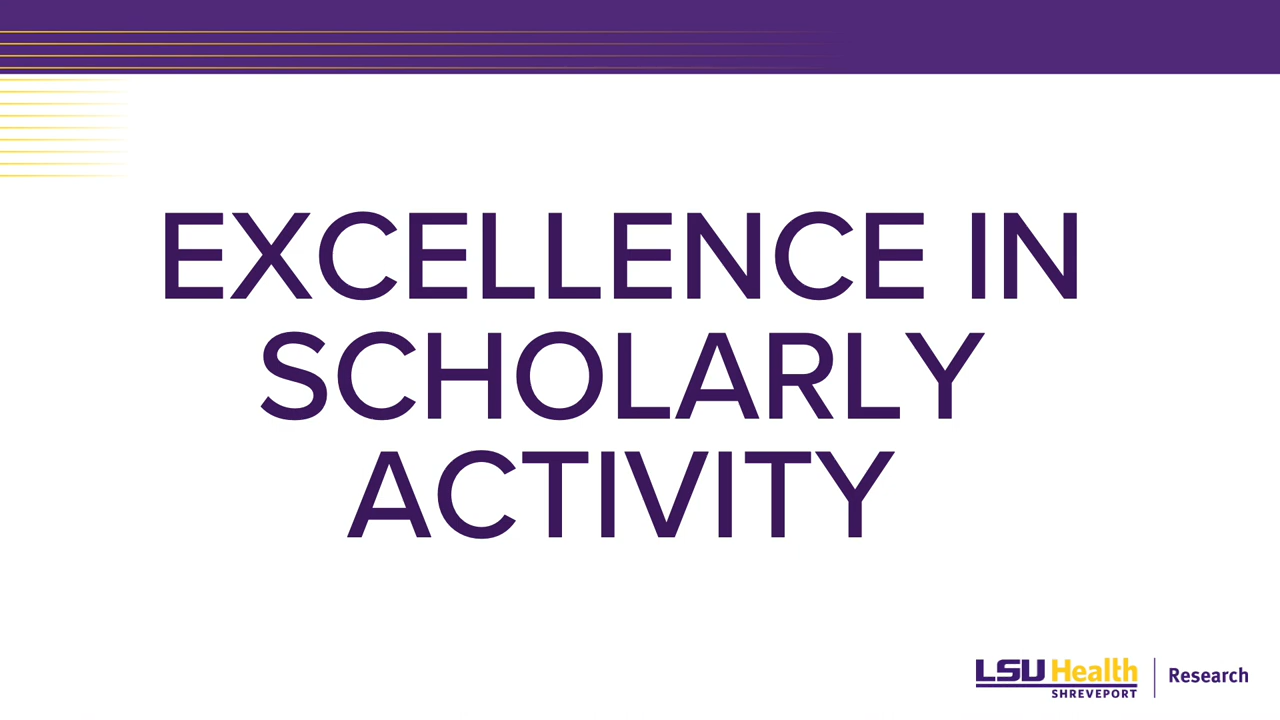 EXCELLENCE IN
SCHOLARLY
ACTIVITY
LSU Health
SHREVEPORT
Research